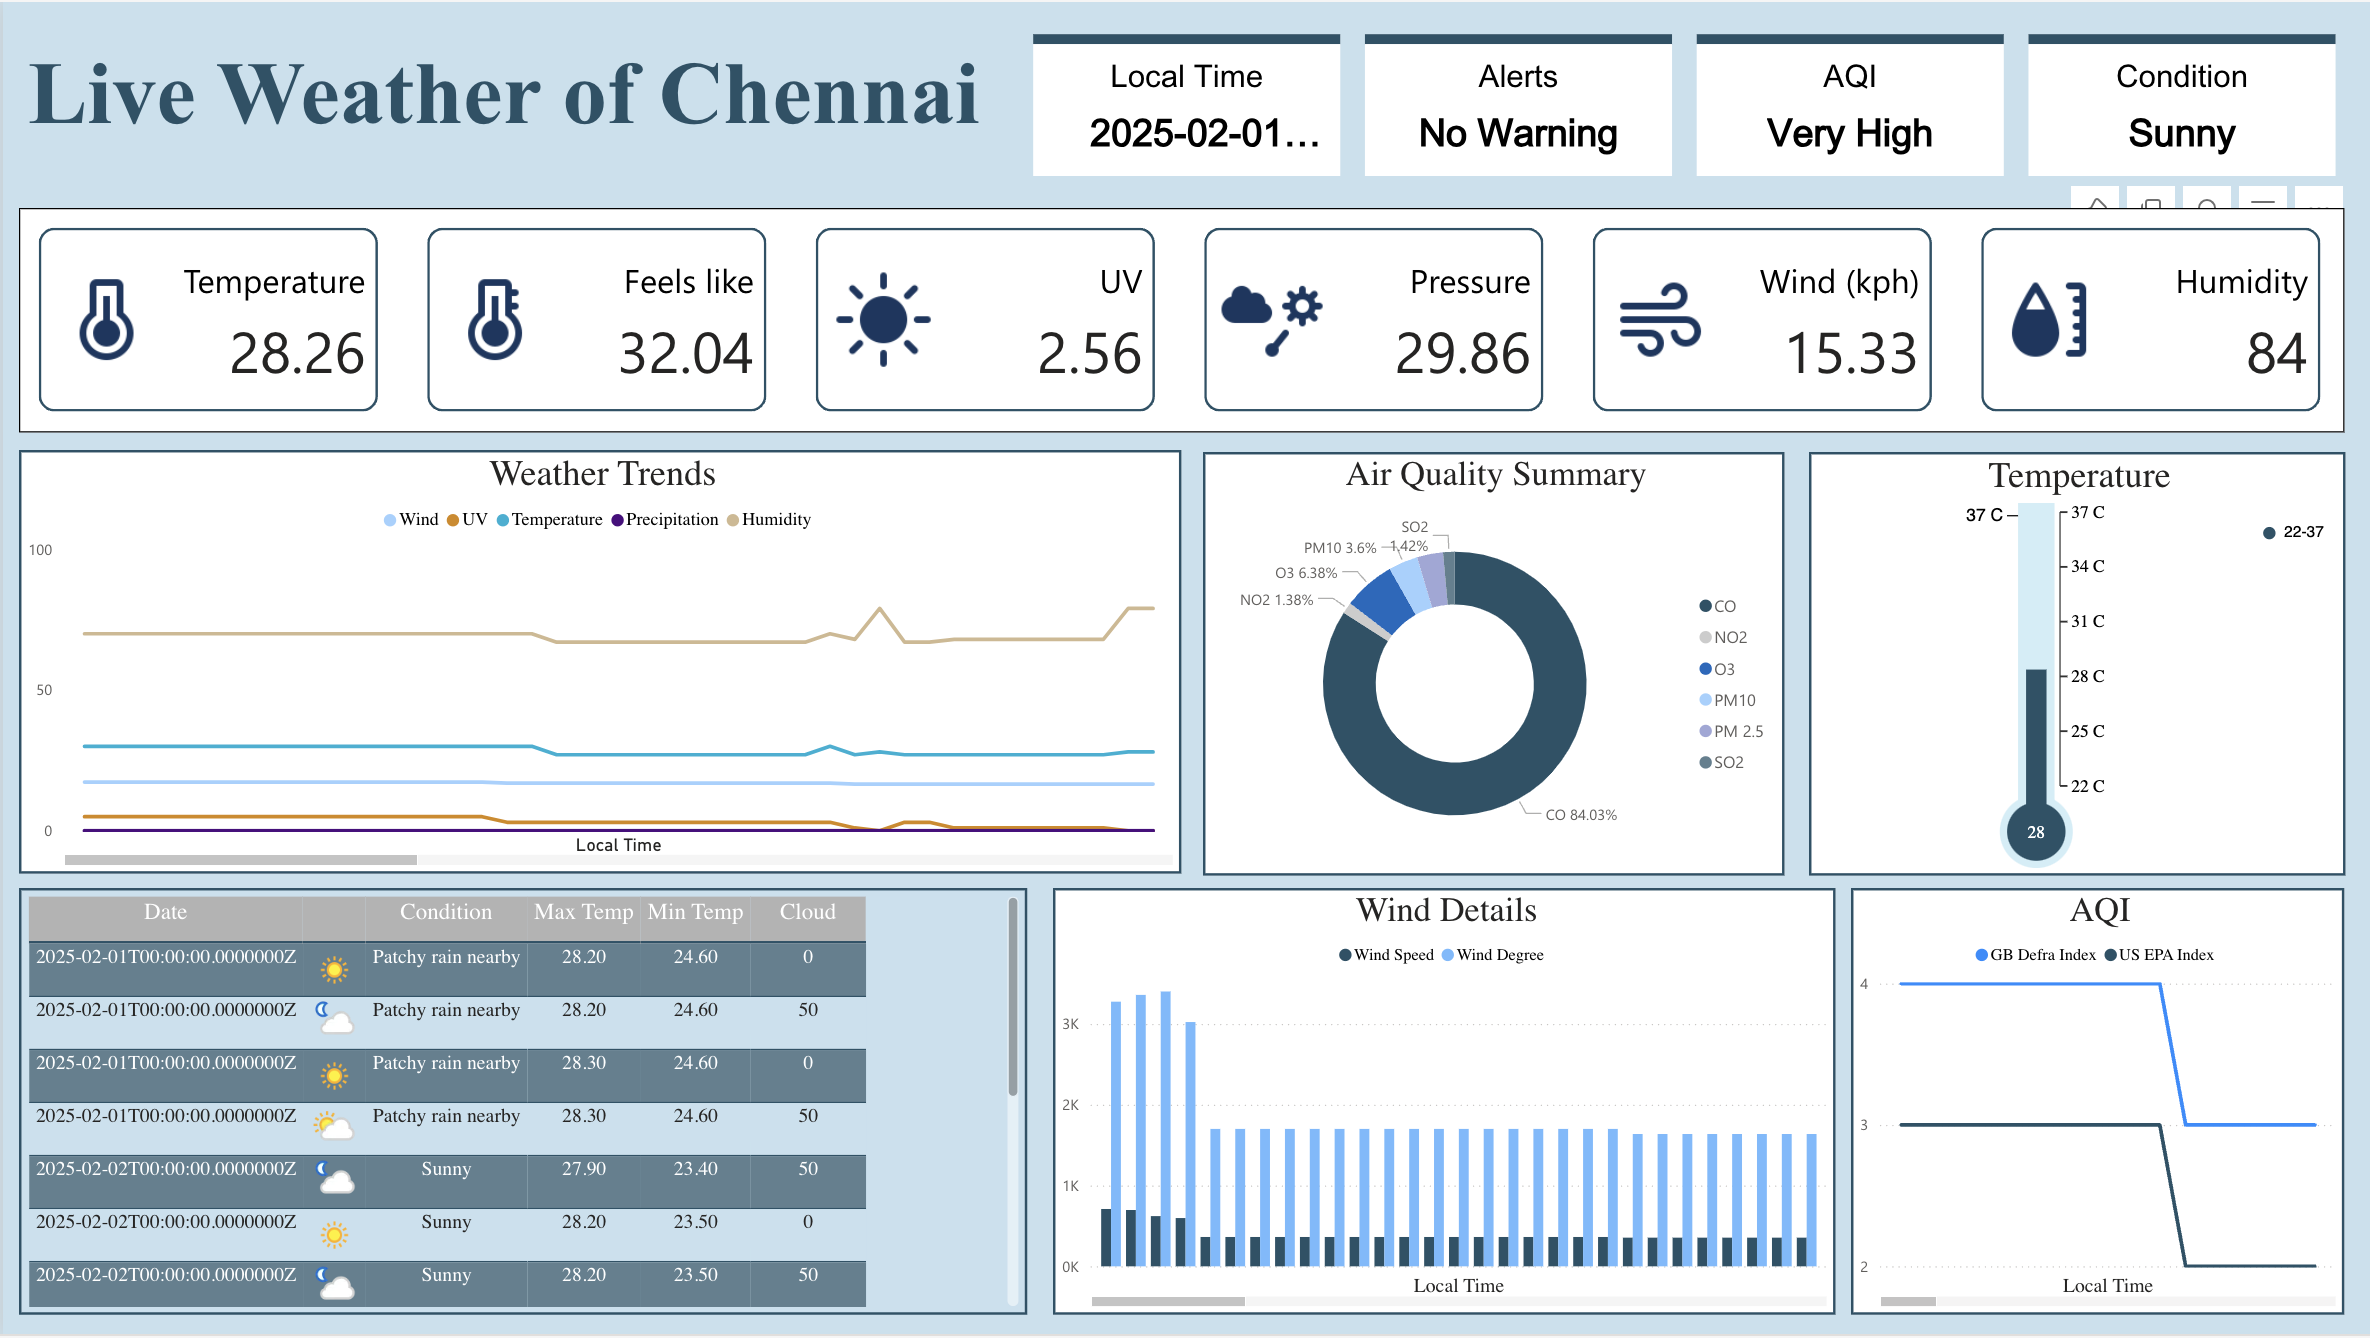 Live Weather of Chennai
Local Time
2025-02-01...
Alerts
No Warning
AQI
Very High
Condition
Sunny
Temperature
28.26
Feels like
32.04
UV
2.56
Pressure
29.86
Wind (kph)
15.33
Humidity
84
Weather Trends
Wind UV Temperature Precipitation Humidity
100
50
0
Local Time
Air Quality Summary
SO2
1.42%
PM10 3.6%
O3 6.38%
NO2 1.38%
CO 84.03%
CO
NO2
O3
PM10
PM 2.5
SO2
Temperature
37 C
37 C
34 C
31 C
28 C
25 C
22 C
28
22-37
Date Condition Max Temp Min Temp Cloud
2025-02-01T00:00:00.0000000Z Patchy rain nearby 28.20 24.60 0
2025-02-01T00:00:00.0000000Z Patchy rain nearby 28.20 24.60 50
2025-02-01T00:00:00.0000000Z Patchy rain nearby 28.30 24.60 0
2025-02-01T00:00:00.0000000Z Patchy rain nearby 28.30 24.60 50
2025-02-02T00:00:00.0000000Z Sunny 27.90 23.40 50
2025-02-02T00:00:00.0000000Z Sunny 28.20 23.50 0
2025-02-02T00:00:00.0000000Z Sunny 28.20 23.50 50
Wind Details
Wind Speed Wind Degree
3K
2K
1K
0K
Local Time
AQI
GB Defra Index US EPA Index
4
3
2
Local Time